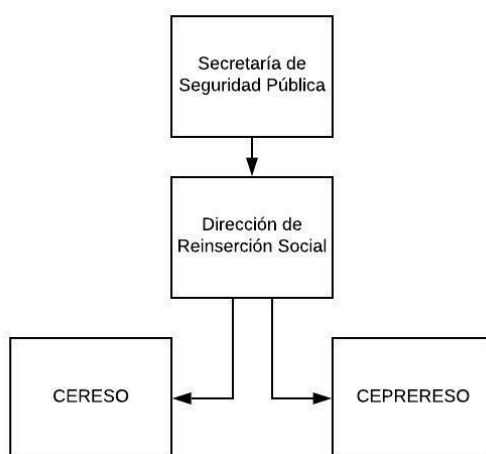 Secretaría de
Seguridad Pública
Dirección de
Reinserción Social
CERESO
CEPRERESO